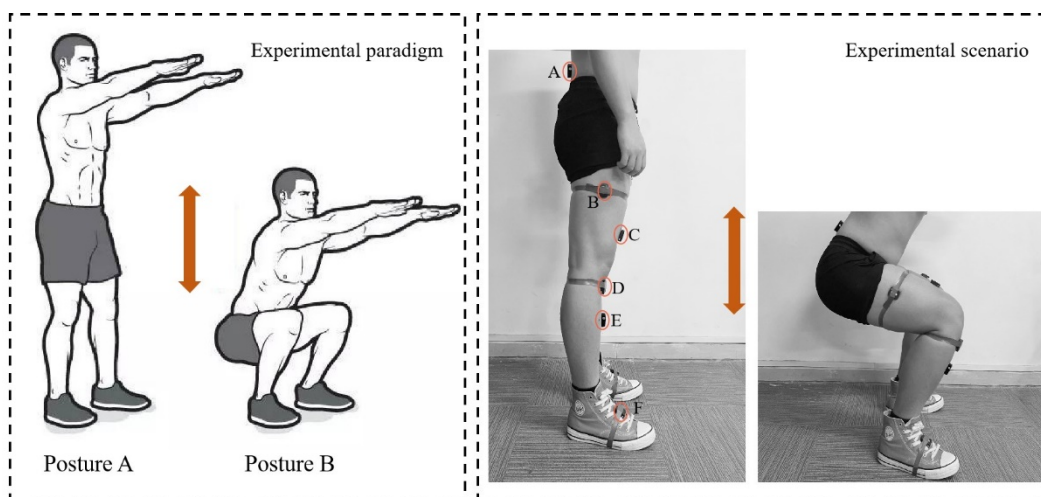 Experimental paradigm
Posture A
Posture B
Experimental scenario
A
B
C
D
E
F